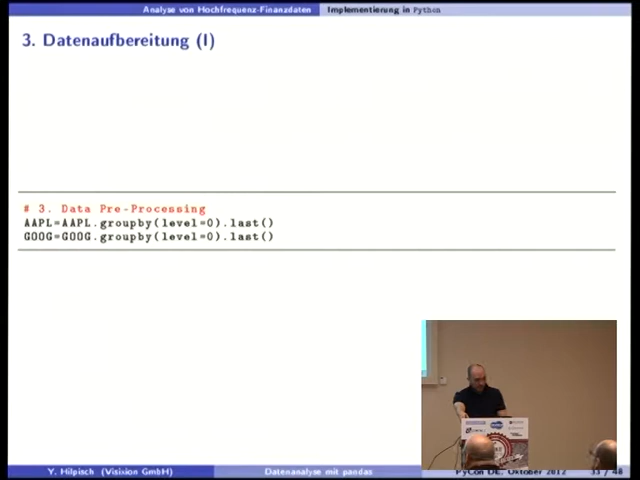 Analyse von Hochfrequenz-Finanzdaten Implementierung in Python
3. Datenaufbereitung (I)
# 3. Data Pre-Processing
AAPL=AAPL.groupby(level=0).last()
GOOG=GOOG.groupby(level=0).last()
Y. Hilpisch (Visixion GmbH) Datenanalyse mit pandas PyCon DE, Oktober 2012 33 / 48